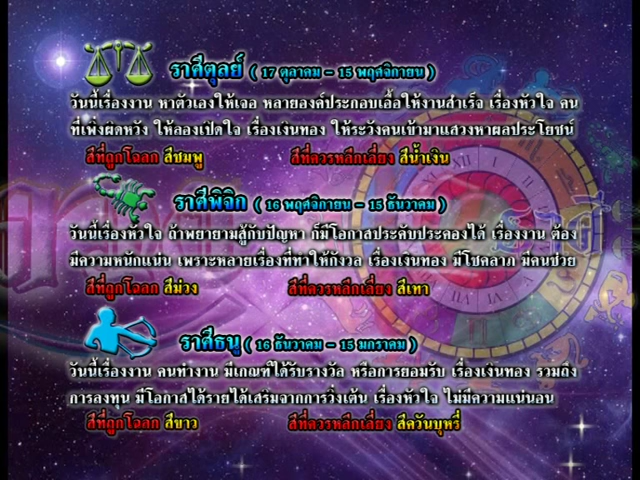 ราศีตุลย์ ( 17 ตุลาคม - 15 พฤศจิกายน )
วันนี้เรื่องงาน หาตัวเองให้เจอ หลายองค์ประกอบเอื้อให้งานสำเร็จ เรื่องหัวใจ คน
ที่เพิ่งผิดหวัง ให้ลองเปิดใจ เรื่องเงินทอง ให้ระวังคนเข้ามาแสวงหาผลประโยชน์
สีที่ถูกโฉลก สีชมพู สีที่ควรหลีกเลี่ยง สีน้ำเงิน
ราศีพิจิก ( 16 พฤศจิกายน - 15 ธันวาคม )
วันนี้เรื่องหัวใจ ถ้าพยายามสู้กับปัญหา ก็มีโอกาสประคับประคองได้ เรื่องงาน ต้อง
มีความหนักแน่น เพราะหลายเรื่องที่ทำให้กังวล เรื่องเงินทอง มีโชคลาภ มีคนช่วย
สีที่ถูกโฉลก สีม่วง สีที่ควรหลีกเลี่ยง สีเทา
ราศีธนู ( 16 ธันวาคม - 15 มกราคม )
วันนี้เรื่องงาน คนทำงาน มีเกณฑ์ได้รับรางวัล หรือการยอมรับ เรื่องเงินทอง รวมถึง
การลงทุน มีโอกาสได้รายได้เสริมจากการวิ่งเต้น เรื่องหัวใจ ไม่มีความแน่นอน
สีที่ถูกโฉลก สีขาว สีที่ควรหลีกเลี่ยง สีควันบุหรี่